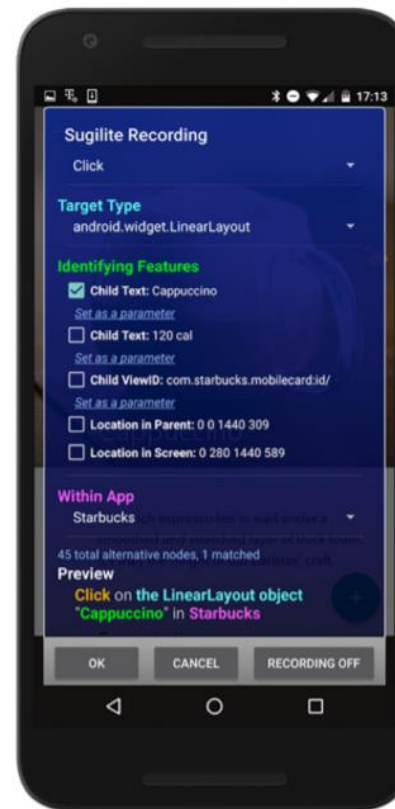 17:13
Sugilite Recording
Click
Target Type
android.widget.LinearLayout
Identifying Features
Child Text: Cappuccino
Set as a parameter
Child Text: 120 cal
Set as a parameter
Child ViewID: com.starbucks.mobilecard:id/
Set as a parameter
Location in Parent: 0 0 1440 309
Cappuccino
Location in Screen: 0 280 1440 589
Within App
Starbucks
45 total alternative nodes, 1 matched
Preview
Click on the LinearLayout object
"Cappuccino" in Starbucks
OK CANCEL RECORDING OFF